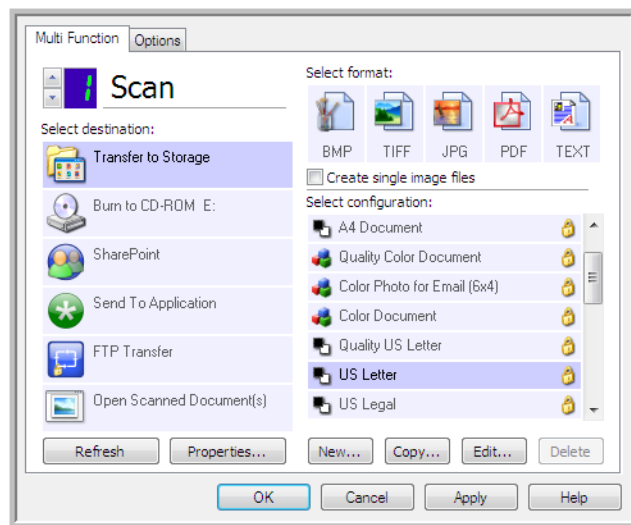 Multi Function
Options
1
Scan
Select destination:
Transfer to Storage
Burn to CD-ROM E:
SharePoint
Send To Application
FTP Transfer
Open Scanned Document(s)
Refresh
Properties...
Select format:
BMP
TIFF
JPG
PDF
TEXT
Create single image files
Select configuration:
A4 Document
Quality Color Document
Color Photo for Email (6x4)
Color Document
Quality US Letter
US Letter
US Legal
New...
Copy...
Edit...
Delete
OK
Cancel
Apply
Help